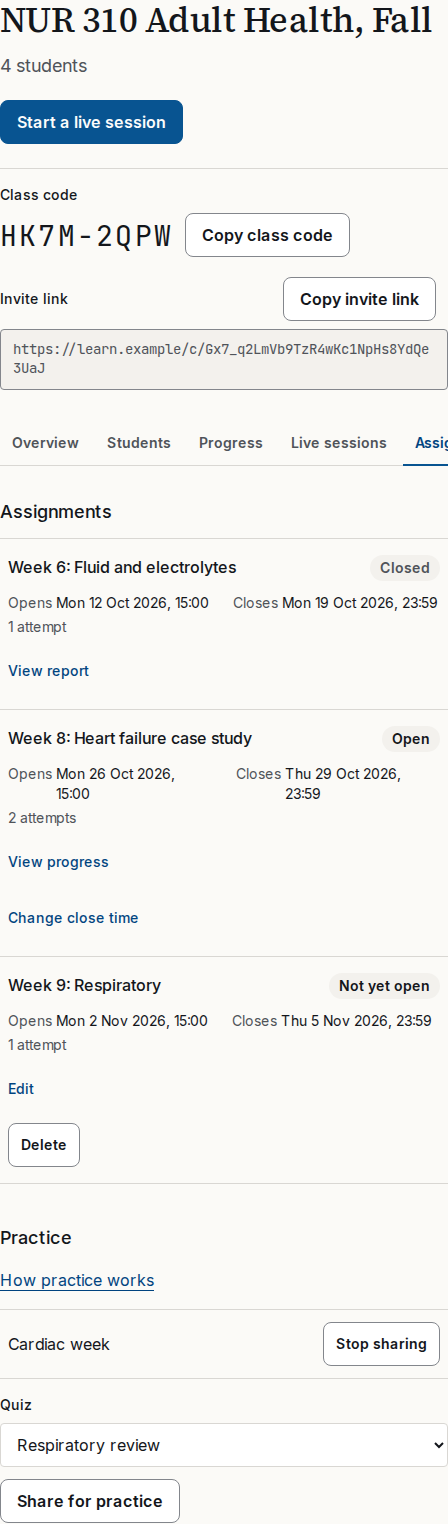 NUR 310 Adult Health, Fall
4 students
Start a live session
Class code
HK7M-2QPW
Copy class code
Invite link
Copy invite link
https://learn.example/c/Gx7_q2LmVb9TzR4wKc1NpHs8YdQe
3UaJ
Overview Students Progress Live sessions
Assignments
Week 6: Fluid and electrolytes
Closed
Opens Mon 12 Oct 2026, 15:00 Closes Mon 19 Oct 2026, 23:59
1 attempt
View report
Week 8: Heart failure case study
Open
Opens Mon 26 Oct 2026, Closes Thu 29 Oct 2026,
15:00 23:59
2 attempts
View progress
Change close time
Week 9: Respiratory
Not yet open
Opens Mon 2 Nov 2026, 15:00 Closes Thu 5 Nov 2026, 23:59
1 attempt
Edit
Delete
Practice
How practice works
Cardiac week
Stop sharing
Quiz
Respiratory review
Share for practice